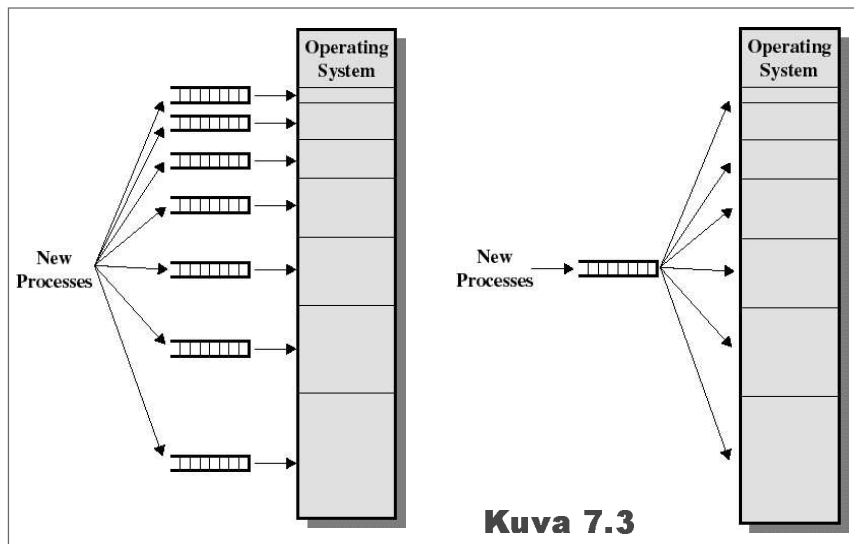 Operating
System
New
Processes
Operating
System
New
Processes
Kuva 7.3